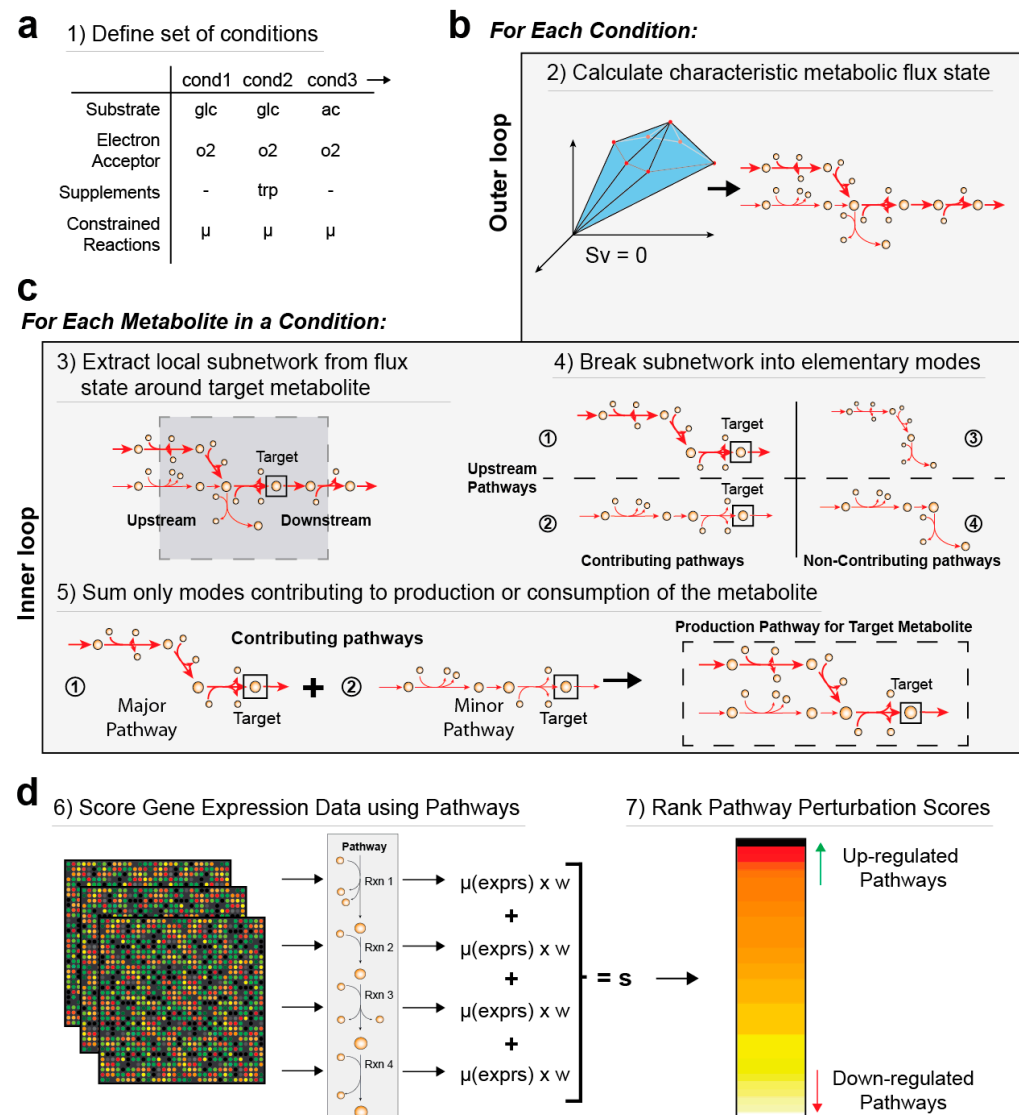 a
1) Define set of conditions
cond1 cond2 cond3
Substrate glc glc ac
Electron
Acceptor o2 o2 o2
Supplements - trp -
Constrained
Reactions μ μ μ
b
For Each Condition:
Outer loop
2) Calculate characteristic metabolic flux state
Sv = 0
c
For Each Metabolite in a Condition:
Inner loop
3) Extract local subnetwork from flux
state around target metabolite
Target
Upstream Downstream
4) Break subnetwork into elementary modes
Upstream
Pathways
① Target
② Target
③
④
Contributing pathways
Non-Contributing pathways
5) Sum only modes contributing to production or consumption of the metabolite
Contributing pathways
①
Major
Pathway
Target
+
②
Minor
Pathway
Target
Production Pathway for Target Metabolite
Target
d
6) Score Gene Expression Data using Pathways
Pathway
Rxn 1
Rxn 2
Rxn 3
Rxn 4
μ(exprs) x w
+
μ(exprs) x w
+
μ(exprs) x w
+
μ(exprs) x w
= s
7) Rank Pathway Perturbation Scores
Up-regulated
Pathways
Down-regulated
Pathways